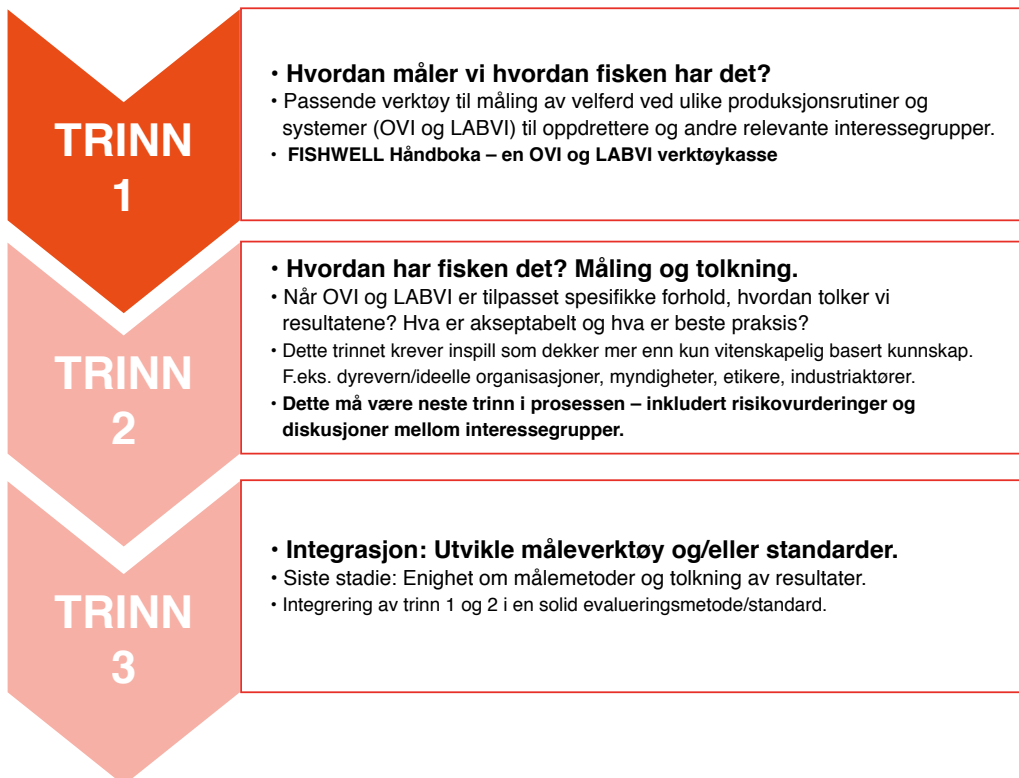 TRINN
1
• Hvordan måler vi hvordan fisken har det?
• Passende verktøy til måling av velferd ved ulike produksjonsrutiner og
systemer (OVI og LABVI) til oppdrettere og andre relevante interessegrupper.
• FISHWELL Håndboka – en OVI og LABVI verktøykasse
TRINN
2
• Hvordan har fisken det? Måling og tolkning.
• Når OVI og LABVI er tilpasset spesifikke forhold, hvordan tolker vi
resultatene? Hva er akseptabelt og hva er beste praksis?
• Dette trinnet krever inspill som dekker mer enn kun vitenskapelig basert kunnskap.
F.eks. dyrevern/ideelle organisasjoner, myndigheter, etikere, industriaktører.
• Dette må være neste trinn i prosessen – inkludert risikovurderinger og
diskusjoner mellom interessegrupper.
TRINN
3
• Integrasjon: Utvikle måleverktøy og/eller standarder.
• Siste stadie: Enighet om målemetoder og tolkning av resultater.
• Integrering av trinn 1 og 2 i en solid evalueringsmetode/standard.